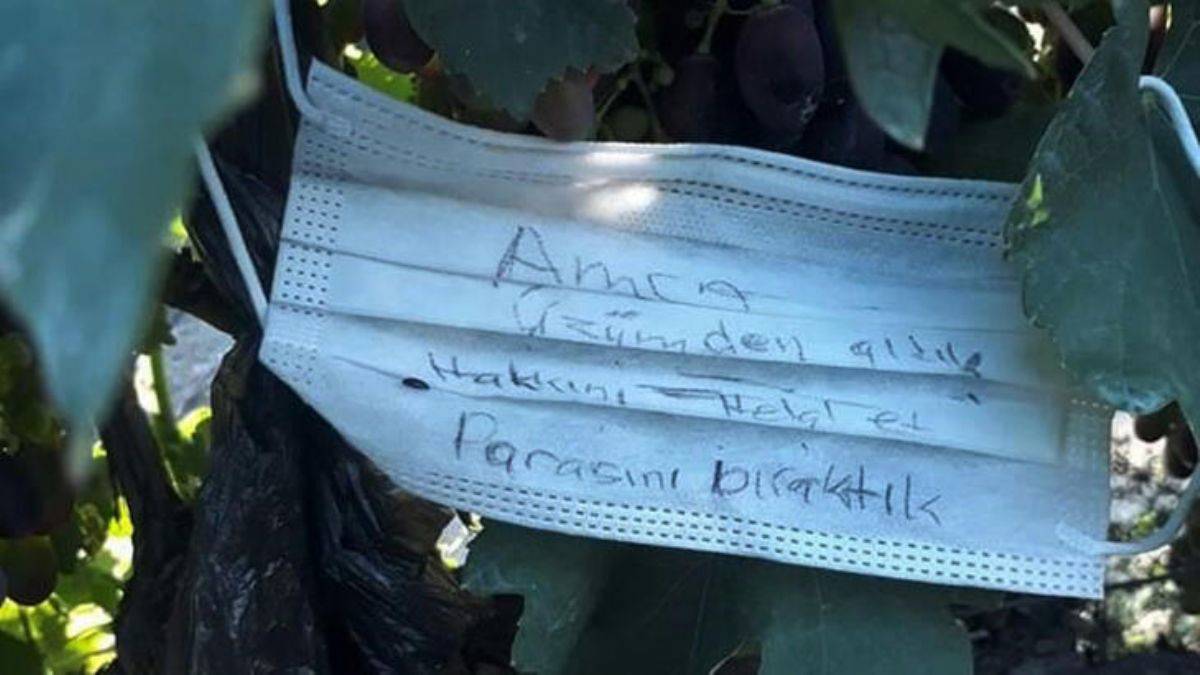 Amca
Üzümden aldık
Hakkını Helal et
Parasını bıraktık